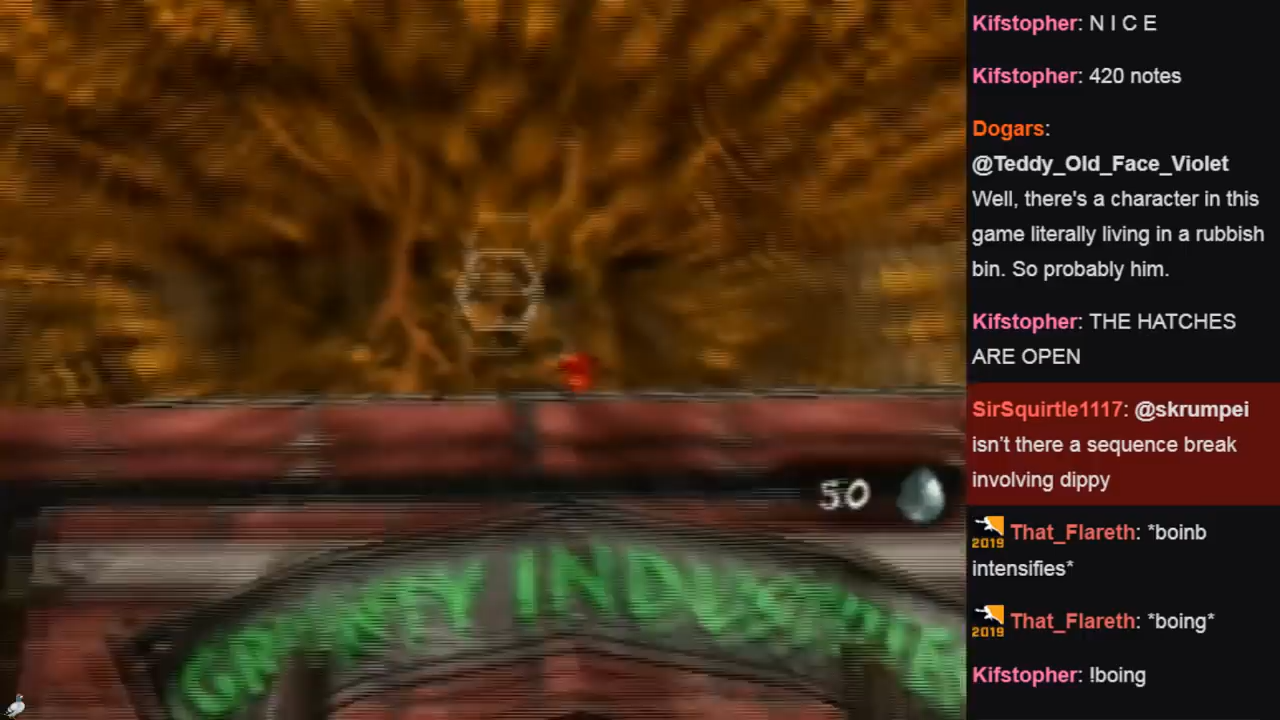 50
GRUNTY INDUSTRIES
Kifstopher: N I C E
Kifstopher: 420 notes
Dogars:
@Teddy_Old_Face_Violet
Well, there's a character in this
game literally living in a rubbish
bin. So probably him.
Kifstopher: THE HATCHES
ARE OPEN
SirSquirtle1117: @skrumpei
isn't there a sequence break
involving dippy
2019 That_Flareth: *boinb
intensifies*
2019 That_Flareth: *boing*
Kifstopher: !boing